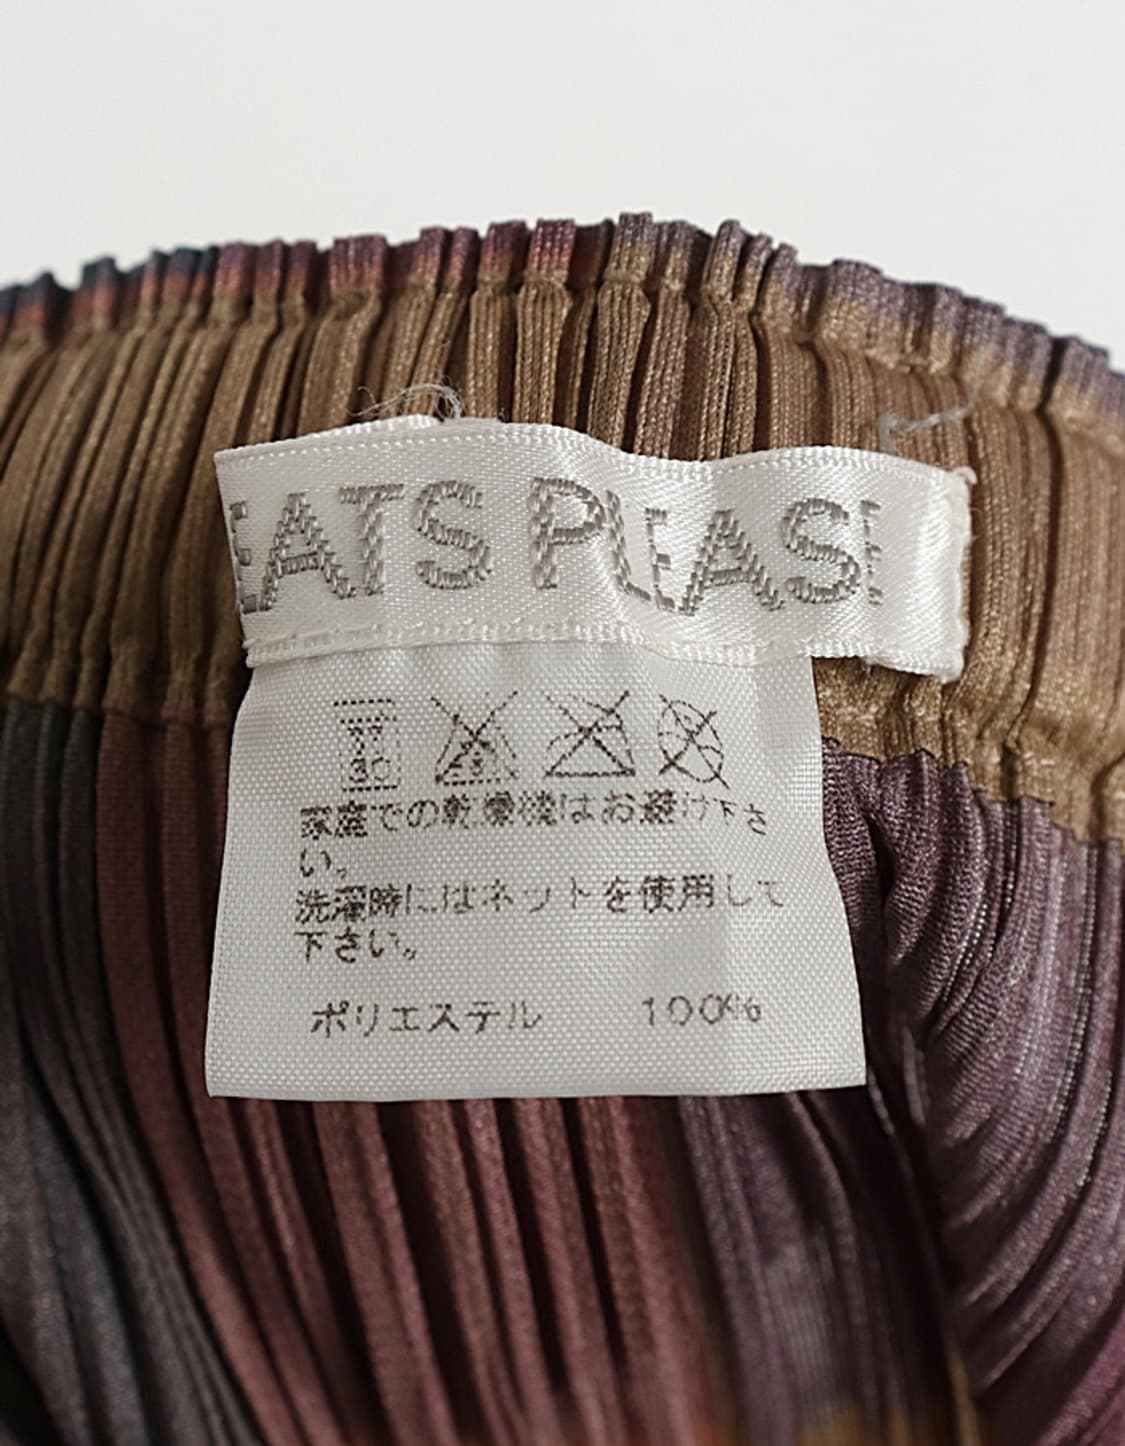 EATS PLEASE
30
家庭での乾燥機はお避け下さ
い。
洗濯時にはネットを使用して
下さい。
ポリエステル 100%